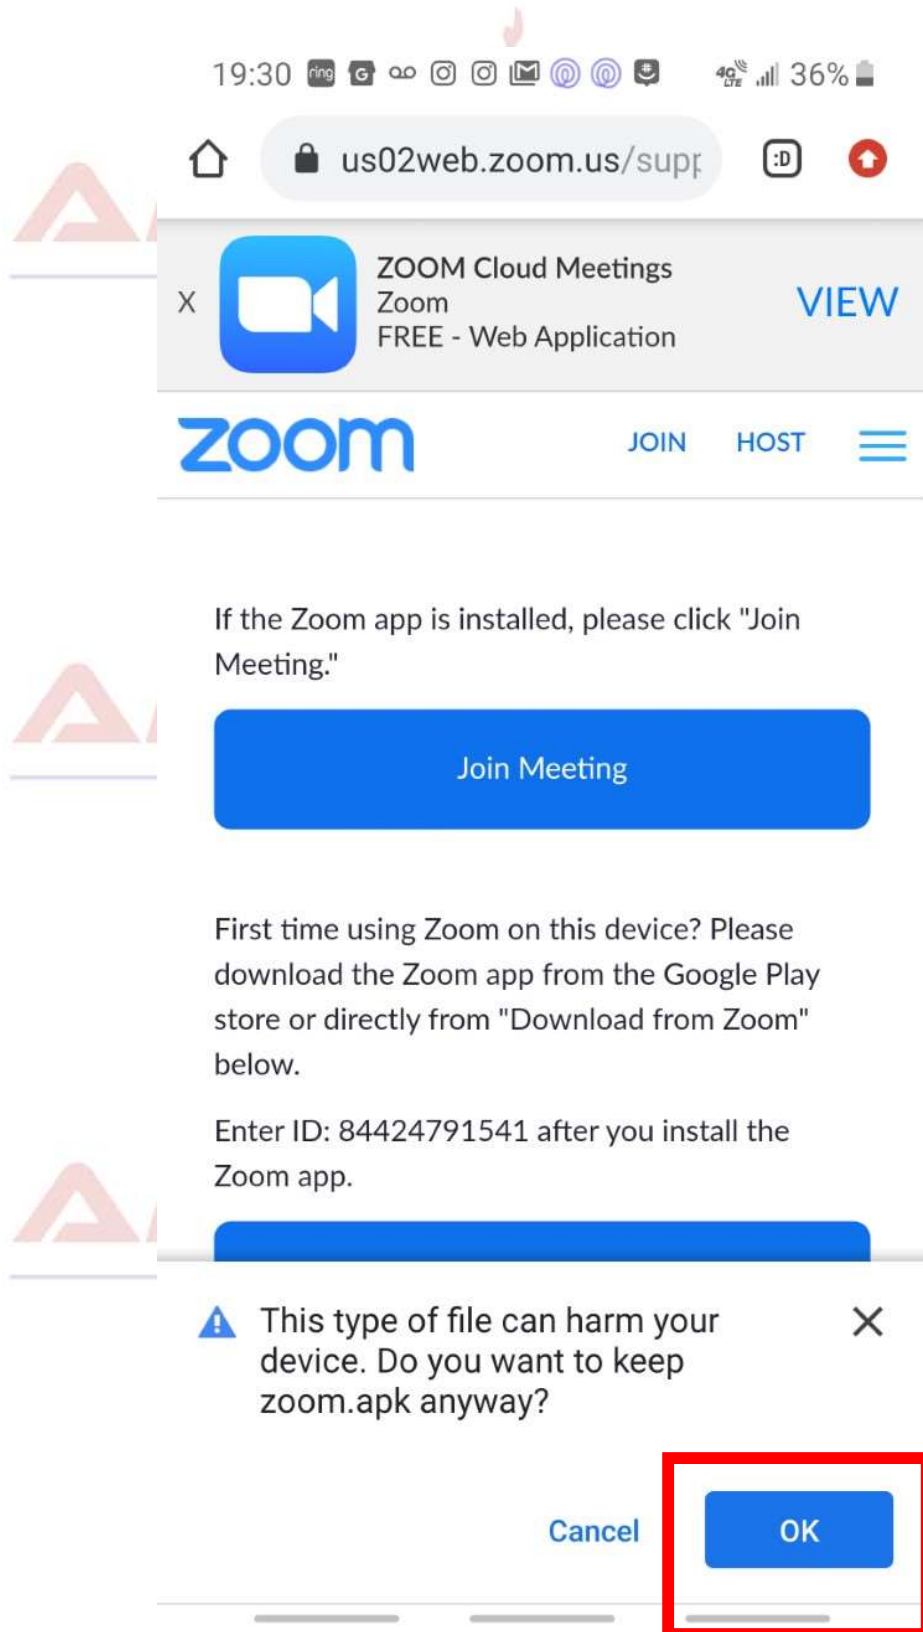 19:30 ring G 4G LTE 36%
us02web.zoom.us/supp :D
ZOOM Cloud Meetings
X Zoom VIEW
FREE - Web Application
zoom JOIN HOST
If the Zoom app is installed, please click "Join
Meeting."
Join Meeting
First time using Zoom on this device? Please
download the Zoom app from the Google Play
store or directly from "Download from Zoom"
below.
Enter ID: 84424791541 after you install the
Zoom app.
This type of file can harm your
device. Do you want to keep
zoom.apk anyway?
Cancel OK